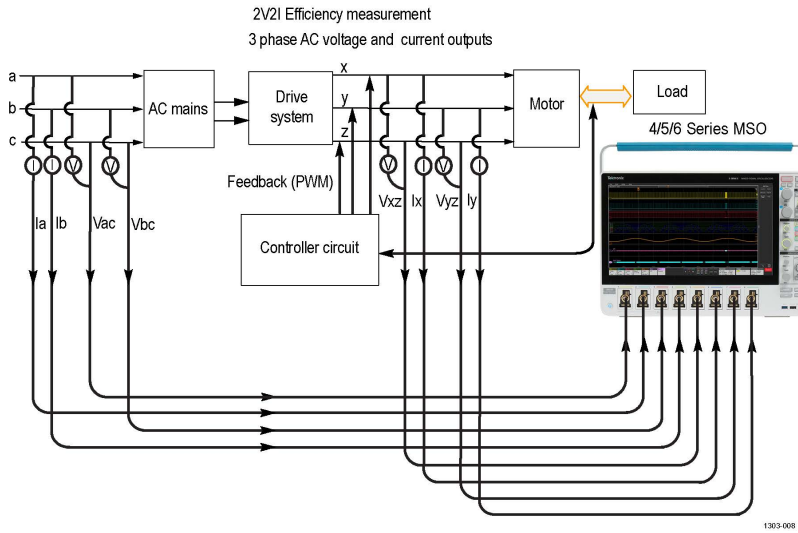 2V2I Efficiency measurement
3 phase AC voltage and current outputs
a
b
c
AC mains
Drive
system
x
y
z
Motor
Load
4/5/6 Series MSO
Tektronix
I
I
V
V
V
I
V
I
Feedback (PWM)
Ia
Ib
Vac
Vbc
Vxz
Ix
Vyz
Iy
Controller circuit
1303-008